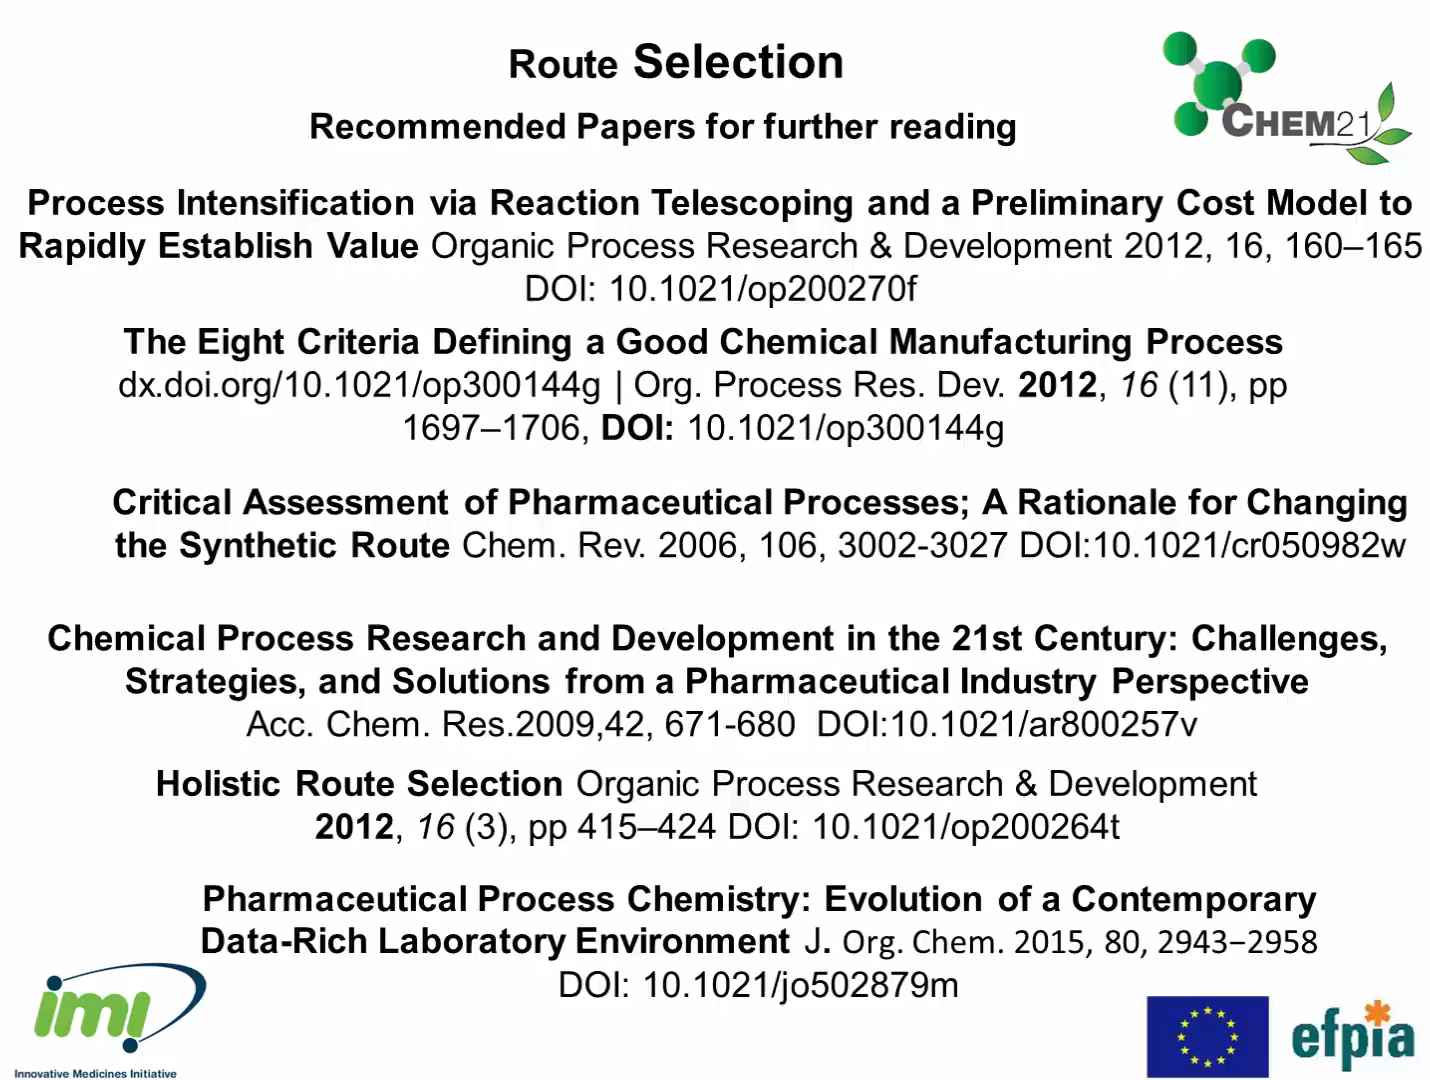 Route Selection
CHEM21
Recommended Papers for further reading
Process Intensification via Reaction Telescoping and a Preliminary Cost Model to
Rapidly Establish Value Organic Process Research & Development 2012, 16, 160–165
DOI: 10.1021/op200270f
The Eight Criteria Defining a Good Chemical Manufacturing Process
dx.doi.org/10.1021/op300144g | Org. Process Res. Dev. 2012, 16 (11), pp
1697–1706, DOI: 10.1021/op300144g
Critical Assessment of Pharmaceutical Processes; A Rationale for Changing
the Synthetic Route Chem. Rev. 2006, 106, 3002-3027 DOI:10.1021/cr050982w
Chemical Process Research and Development in the 21st Century: Challenges,
Strategies, and Solutions from a Pharmaceutical Industry Perspective
Acc. Chem. Res.2009,42, 671-680 DOI:10.1021/ar800257v
Holistic Route Selection Organic Process Research & Development
2012, 16 (3), pp 415–424 DOI: 10.1021/op200264t
Pharmaceutical Process Chemistry: Evolution of a Contemporary
Data-Rich Laboratory Environment J. Org. Chem. 2015, 80, 2943−2958
DOI: 10.1021/jo502879m
imi
Innovative Medicines Initiative
efpia